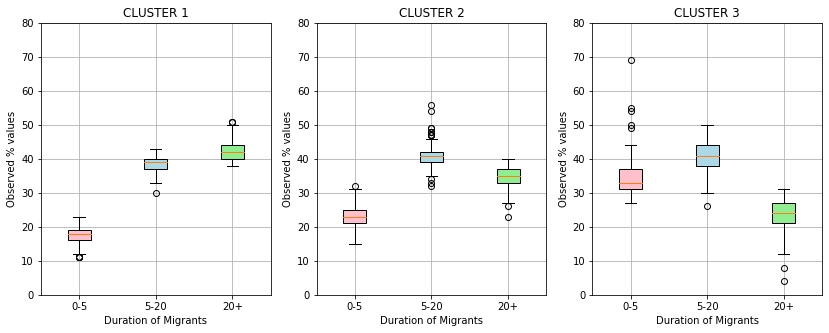 CLUSTER 1
80
70
60
50
40
30
20
10
0
Observed % values
0-5 5-20 20+
Duration of Migrants
CLUSTER 2
80
70
60
50
40
30
20
10
0
Observed % values
0-5 5-20 20+
Duration of Migrants
CLUSTER 3
80
70
60
50
40
30
20
10
0
Observed % values
0-5 5-20 20+
Duration of Migrants